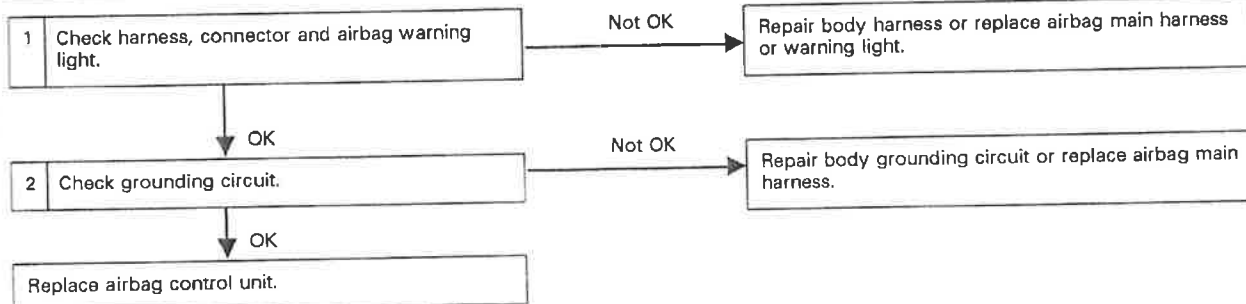 1 Check harness, connector and airbag warning
light.
Not OK
Repair body harness or replace airbag main harness
or warning light.
OK
2 Check grounding circuit.
Not OK
Repair body grounding circuit or replace airbag main
harness.
OK
Replace airbag control unit.